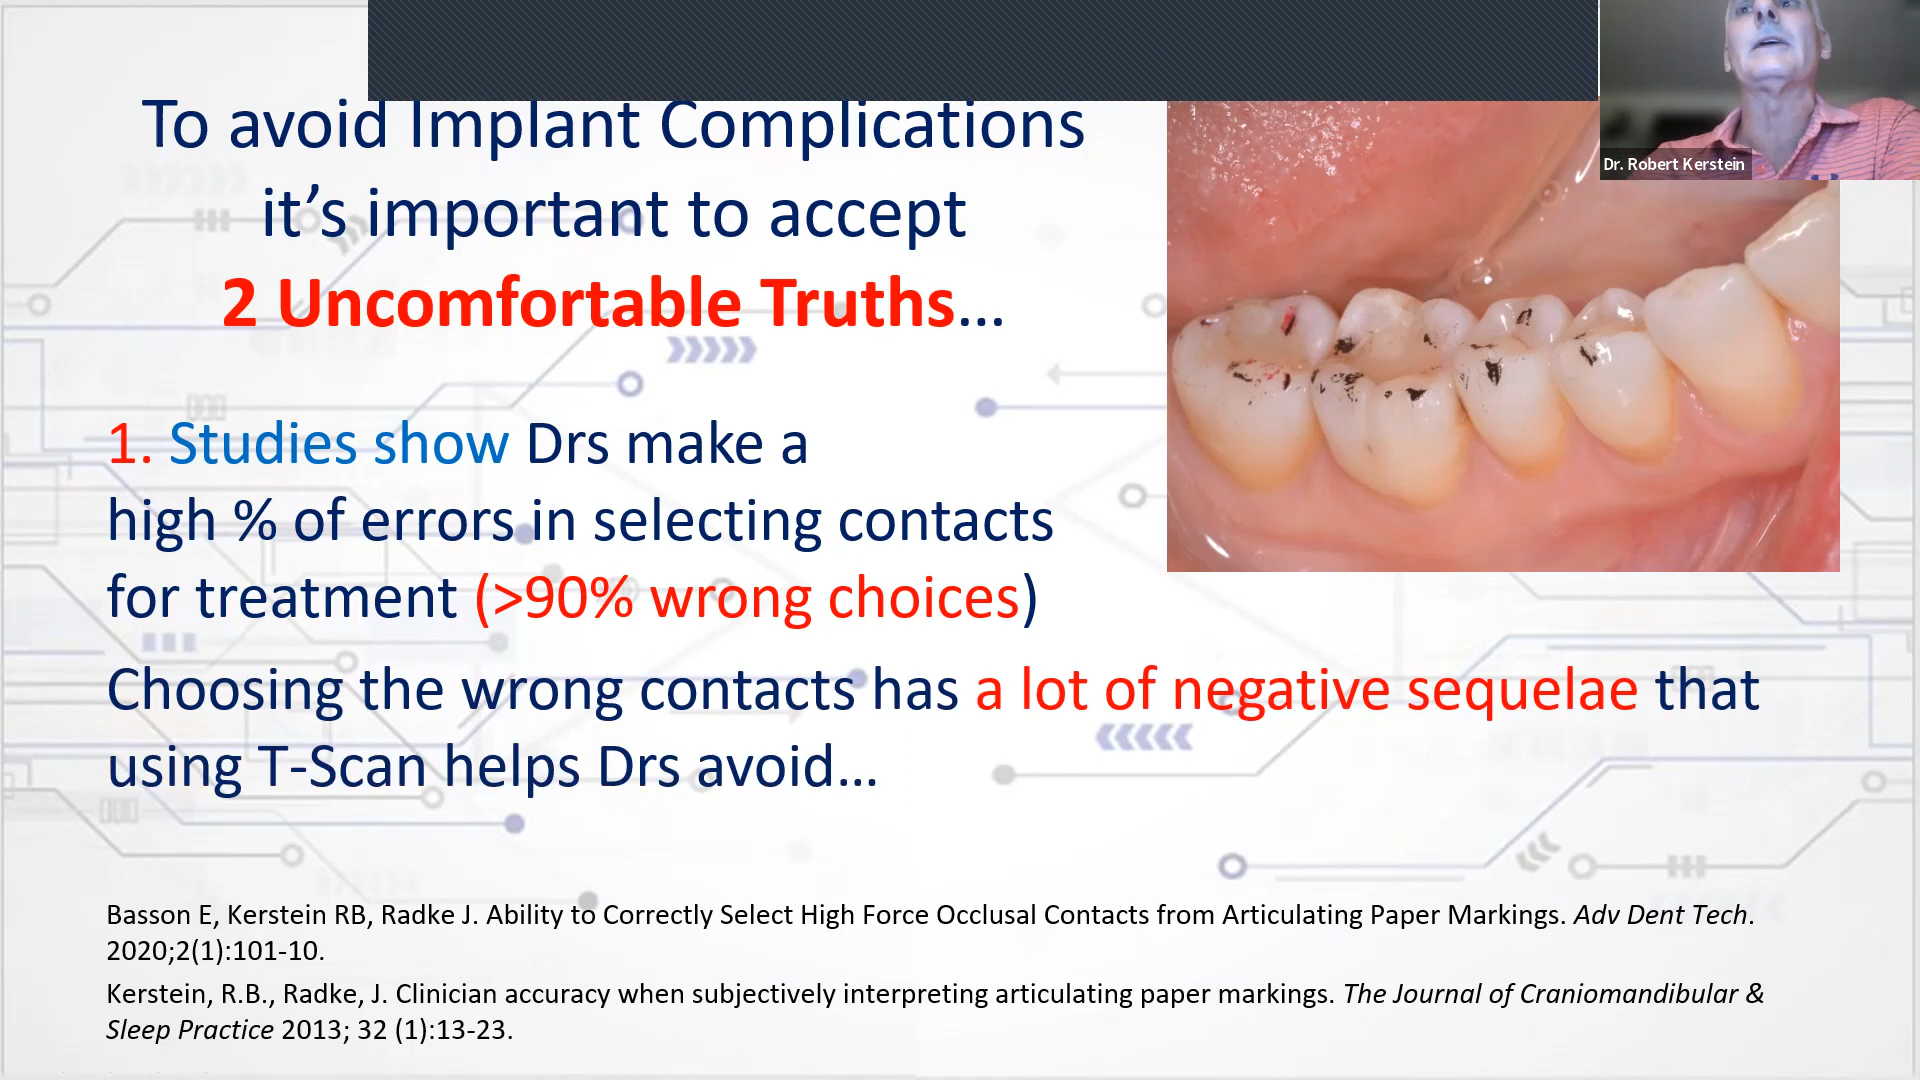 To avoid Implant Complications
it’s important to accept
2 Uncomfortable Truths...
1. Studies show Drs make a
high % of errors in selecting contacts
for treatment (>90% wrong choices)
Choosing the wrong contacts has a lot of negative sequelae that
using T-Scan helps Drs avoid...
Basson E, Kerstein RB, Radke J. Ability to Correctly Select High Force Occlusal Contacts from Articulating Paper Markings. Adv Dent Tech.
2020;2(1):101-10.
Kerstein, R.B., Radke, J. Clinician accuracy when subjectively interpreting articulating paper markings. The Journal of Craniomandibular &
Sleep Practice 2013; 32 (1):13-23.
Dr. Robert Kerstein